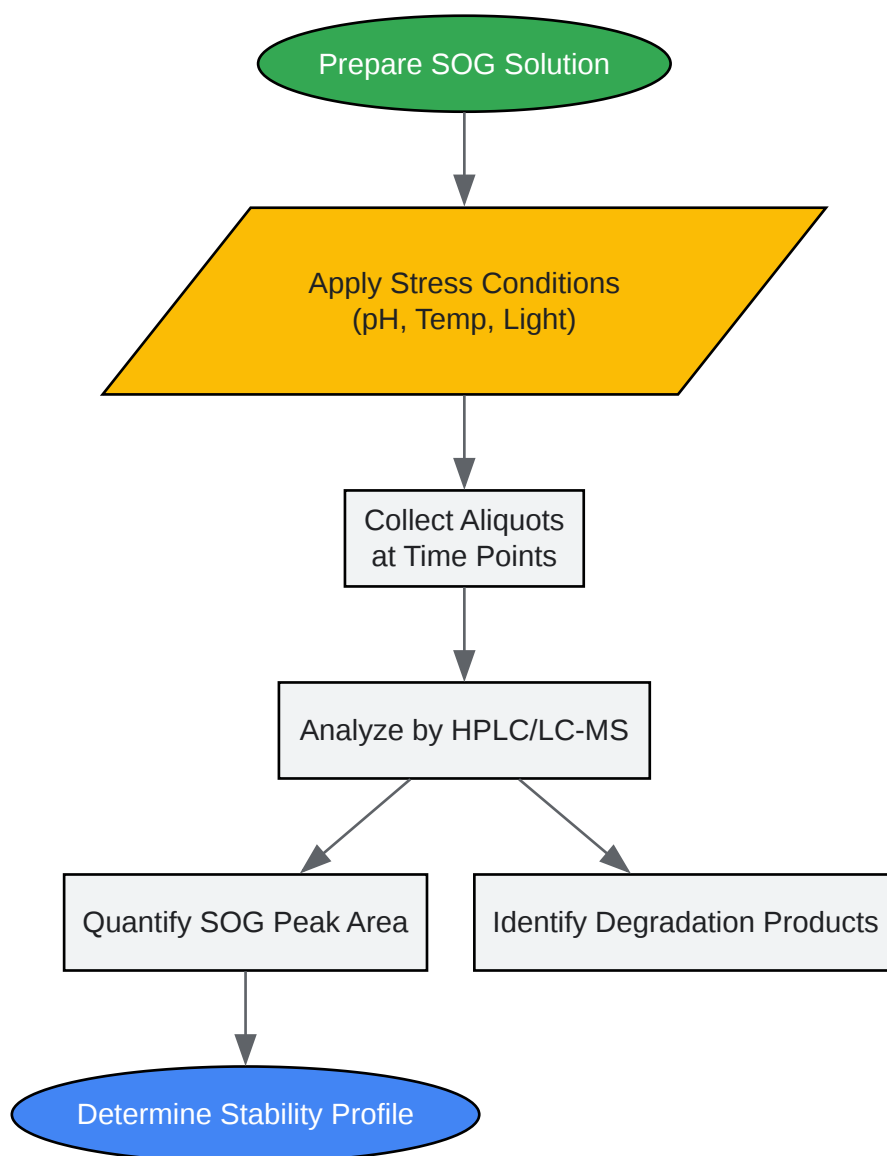 Prepare SOG Solution
Apply Stress Conditions
(pH, Temp, Light)
Collect Aliquots
at Time Points
Analyze by HPLC/LC-MS
Quantify SOG Peak Area
Identify Degradation Products
Determine Stability Profile